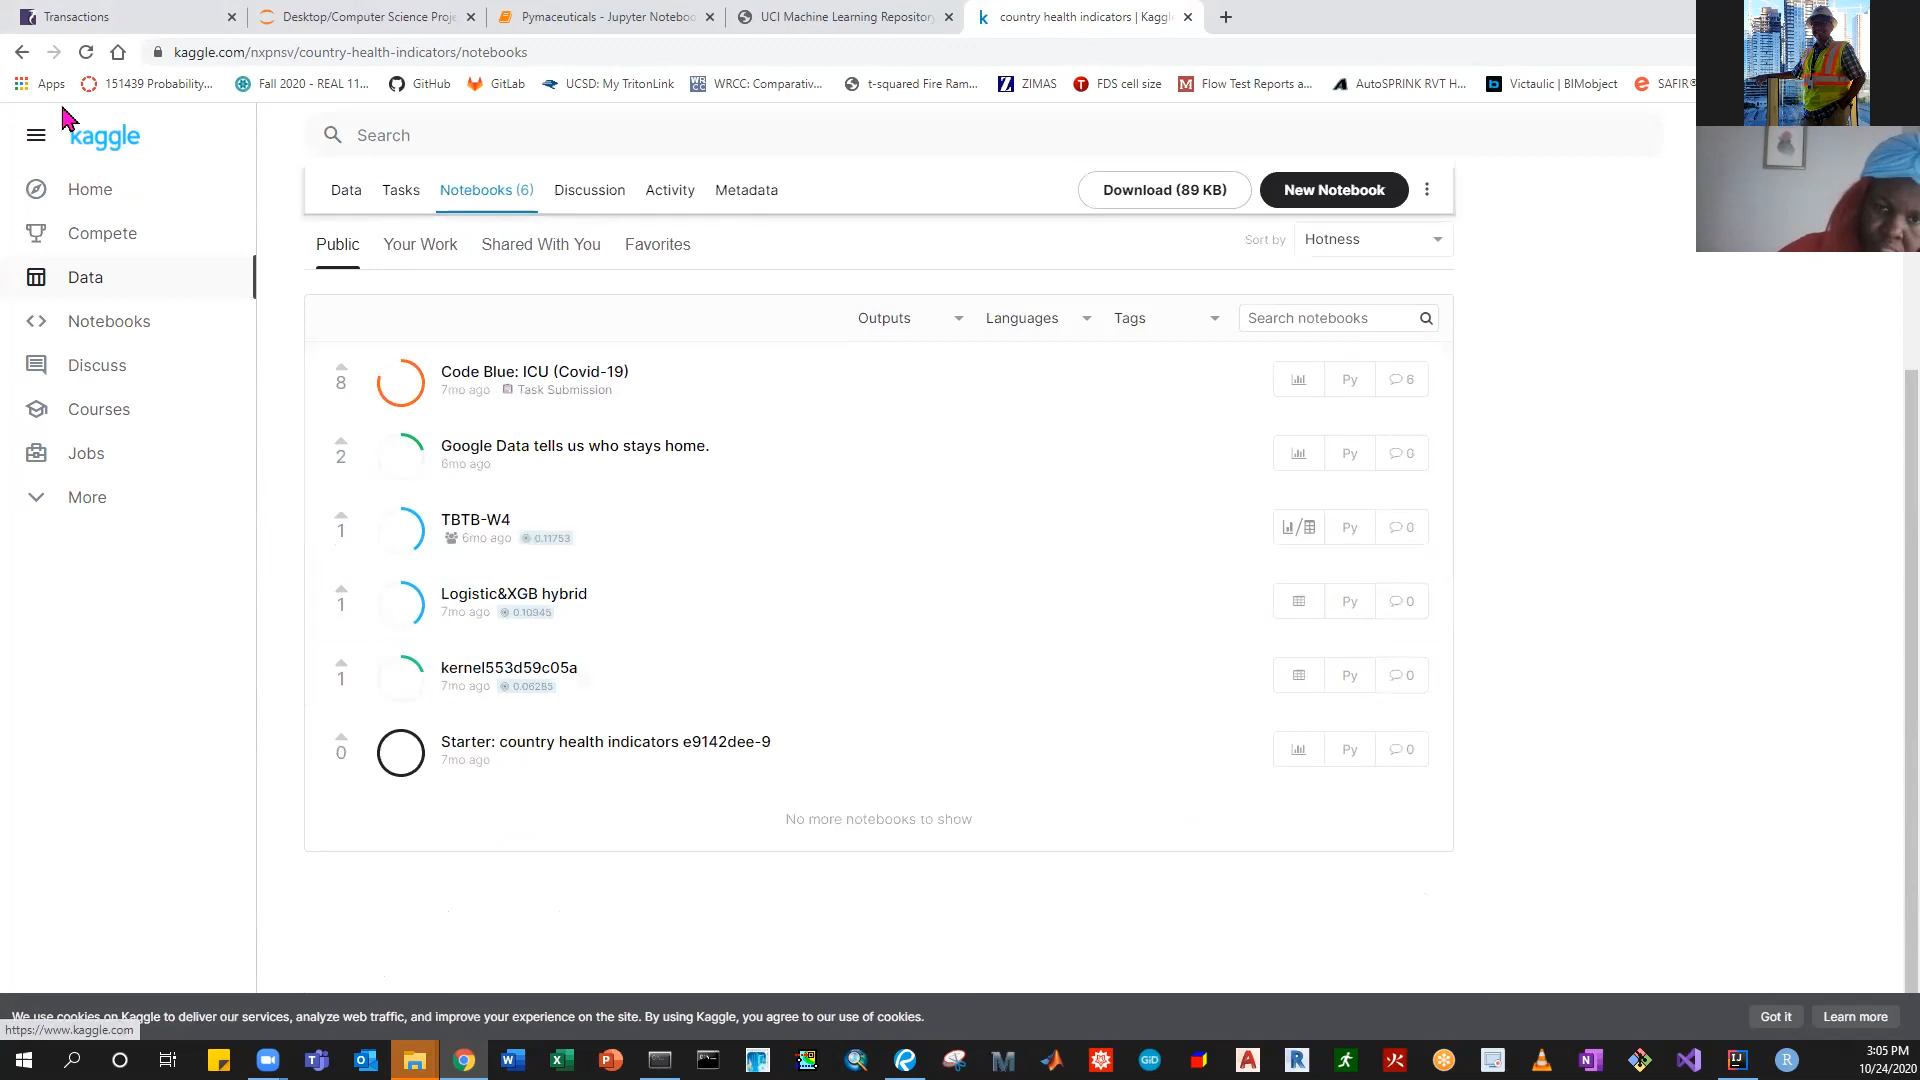 Transactions
Desktop/Computer Science Proje
Pymaceuticals - Jupyter Noteboo
UCI Machine Learning Repository
country health indicators | Kaggl
kaggle.com/nxpnsv/country-health-indicators/notebooks
Apps
151439 Probability...
Fall 2020 - REAL 11...
GitHub
GitLab
UCSD: My TritonLink
WRCC: Comparativ...
t-squared Fire Ram...
ZIMAS
FDS cell size
Flow Test Reports a...
AutoSPRINK RVT H...
Victaulic | BIMobject
SAFIR®
kaggle
Search
Home
Compete
Data
Notebooks
Discuss
Courses
Jobs
More
Data Tasks Notebooks (6) Discussion Activity Metadata
Download (89 KB)
New Notebook
Public Your Work Shared With You Favorites
Sort by Hotness
Outputs Languages Tags Search notebooks
8 Code Blue: ICU (Covid-19) Py 6
7mo ago Task Submission
2 Google Data tells us who stays home. Py 0
6mo ago
1 TBTB-W4 Py 0
6mo ago 0.11753
1 Logistic&XGB hybrid Py 0
7mo ago 0.10945
1 kernel553d59c05a Py 0
7mo ago 0.06285
0 Starter: country health indicators e9142dee-9 Py 0
7mo ago
No more notebooks to show
We use cookies on Kaggle to deliver our services, analyze web traffic, and improve your experience on the site. By using Kaggle, you agree to our use of cookies.
Got it
Learn more
https://www.kaggle.com
3:05 PM
10/24/2020